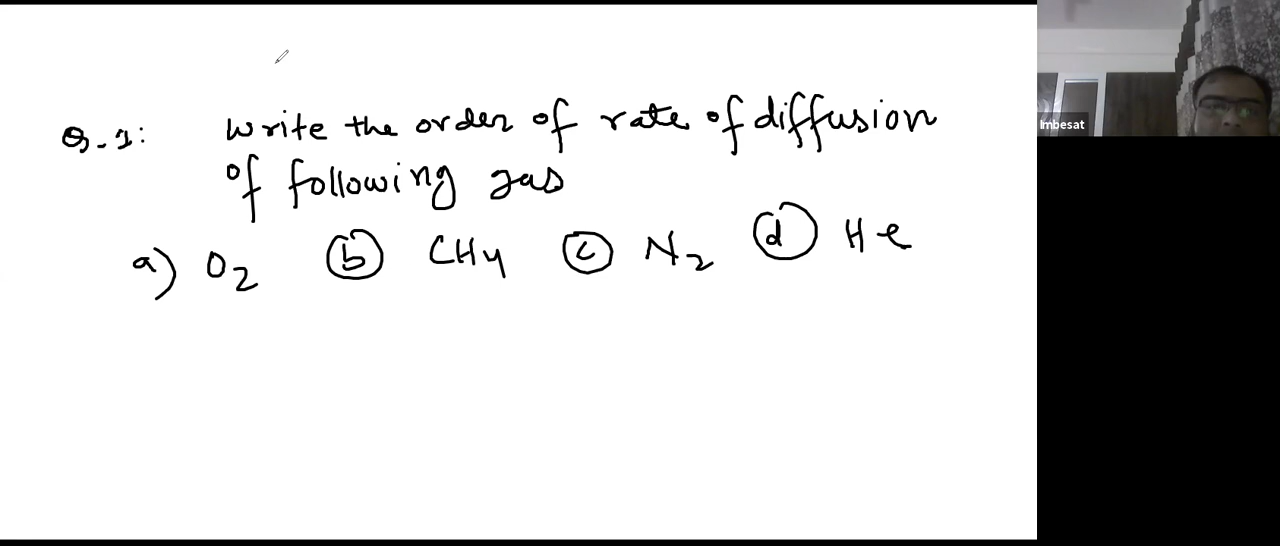 Q-1: write the order of rate of diffusion
of following gas
a) O2 (b) CH4 (c) N2 (d) He
Imbesat